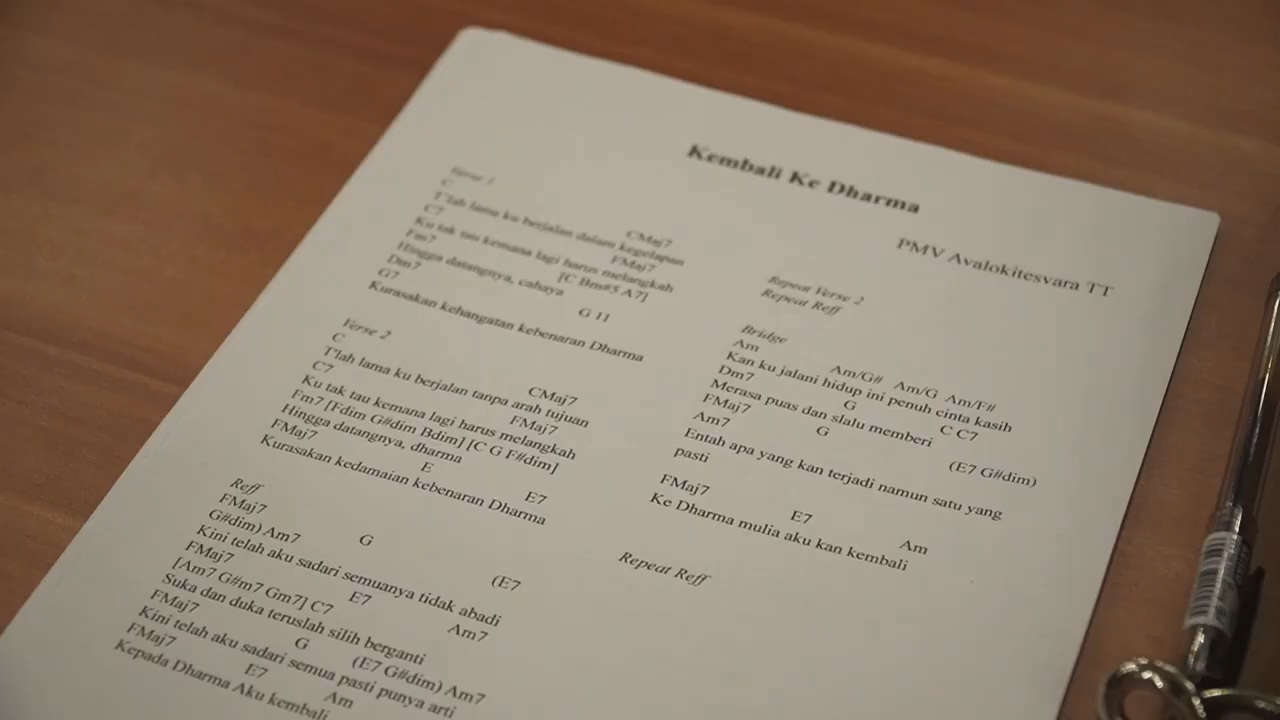 Kembali Ke Dharma
PMV Avalokitesvara TT
Verse 1
C CMaj7
T'lah lama ku berjalan dalam kegelapan
C7 FMaj7
Ku tak tau kemana lagi harus melangkah
Fm7 [C Bm#5 A7]
Hingga datangnya, cahaya
Dm7
G7 G 11
Kurasakan kehangatan kebenaran Dharma
Verse 2
C CMaj7
T'lah lama ku berjalan tanpa arah tujuan
C7 FMaj7
Ku tak tau kemana lagi harus melangkah
Fm7 [Fdim G#dim Bdim] [C G F#dim]
Hingga datangnya, dharma
FMaj7 E E7
Kurasakan kedamaian kebenaran Dharma
Reff
FMaj7 G (E7
G#dim) Am7
Kini telah aku sadari semuanya tidak abadi
FMaj7 E7 Am7
[Am7 G#m7 Gm7] C7
Suka dan duka teruslah silih berganti
FMaj7 G (E7 G#dim) Am7
Kini telah aku sadari semua pasti punya arti
FMaj7 E7 Am
Kepada Dharma Aku kembali
Repeat Verse 2
Repeat Reff
Bridge
Am Am/G# Am/G Am/F#
Kan ku jalani hidup ini penuh cinta kasih
Dm7 G C C7
Merasa puas dan slalu memberi
FMaj7 G (E7 G#dim)
Am7
Entah apa yang kan terjadi namun satu yang
pasti
FMaj7 E7 Am
Ke Dharma mulia aku kan kembali
Repeat Reff